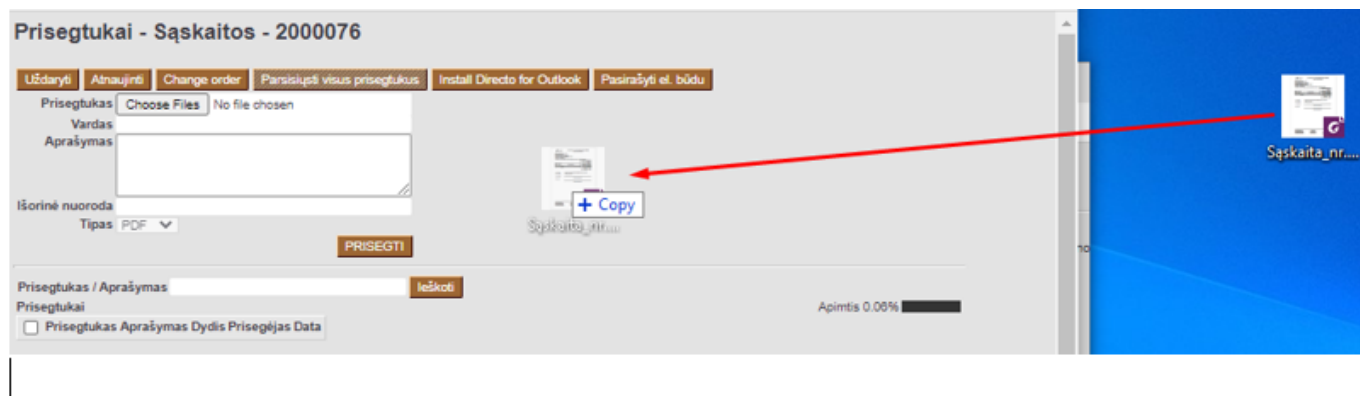 Prisegtukai - Sąskaitos - 2000076
Uždaryti Atnaujinti Change order Parsisiųsti visus prisegtukus Install Directo for Outlook Pasirašyti el. būdu
Prisegtukas Choose Files No file chosen
Vardas
Aprašymas
Sąskaita_nr....
+ Copy
Sąskaita_nr....
Išorinė nuoroda
Tipas PDF
PRISEGTI
Prisegtukas / Aprašymas Ieškoti
Prisegtukai
Apimtis 0.06%
Prisegtukas Aprašymas Dydis Prisegėjas Data